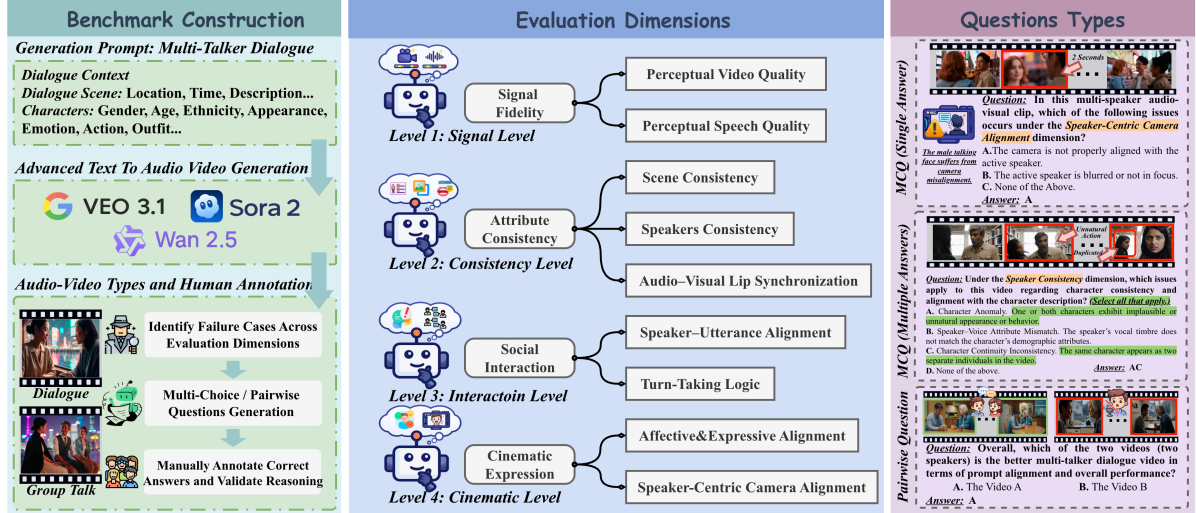 Benchmark Construction
Generation Prompt: Multi-Talker Dialogue
Dialogue Context
Dialogue Scene: Location, Time, Description...
Characters: Gender, Age, Ethnicity, Appearance,
Emotion, Action, Outfit...
Advanced Text To Audio Video Generation
VEO 3.1
Sora 2
Wan 2.5
Audio-Video Types and Human Annotation
Dialogue
Group Talk
Identify Failure Cases Across
Evaluation Dimensions
Multi-Choice / Pairwise
Questions Generation
Manually Annotate Correct
Answers and Validate Reasoning
Evaluation Dimensions
Level 1: Signal Level
Signal
Fidelity
Perceptual Video Quality
Perceptual Speech Quality
Level 2: Consistency Level
Attribute
Consistency
Scene Consistency
Speakers Consistency
Audio–Visual Lip Synchronization
Level 3: Interactoin Level
Social
Interaction
Speaker–Utterance Alignment
Turn-Taking Logic
Level 4: Cinematic Level
Cinematic
Expression
Affective&Expressive Alignment
Speaker-Centric Camera Alignment
Questions Types
MCQ (Single Answer)
2 Seconds
The male talking
face suffers from
camera
misalignment.
Question: In this multi-speaker audio-
visual clip, which of the following issues
occurs under the Speaker-Centric Camera
Alignment dimension?
A.The camera is not properly aligned with the
active speaker.
B. The active speaker is blurred or not in focus.
C. None of the Above.
Answer: A
MCQ (Multiple Answers)
Unnatural
Action
Duplicated
Question: Under the Speaker Consistency dimension, which issues
apply to this video regarding character consistency and
alignment with the character description? (Select all that apply.)
A. Character Anomaly. One or both characters exhibit implausible or
unnatural appearance or behavior.
B. Speaker–Voice Attribute Mismatch. The speaker's vocal timbre does
not match the character's demographic attributes.
C. Character Continuity Inconsistency. The same character appears as two
separate individuals in the video.
D. None of the above.
Answer: AC
Pairwise Question
Question: Overall, which of the two videos (two
speakers) is the better multi-talker dialogue video in
terms of prompt alignment and overall performance?
A. The Video A
B. The Video B
Answer: A